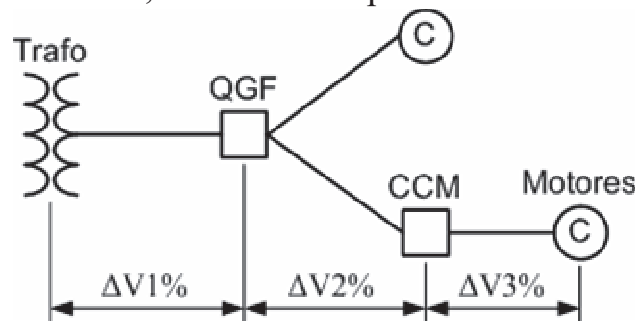 Trafo
C
QGF
CCM
Motores
C
ΔV1%
ΔV2%
ΔV3%